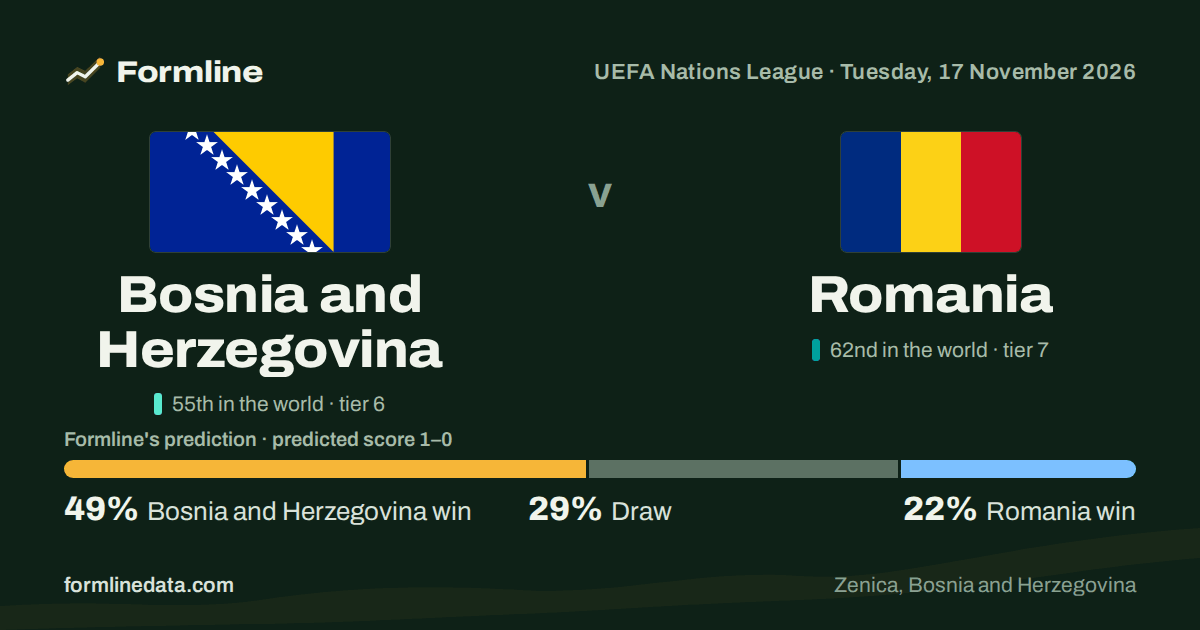 Formline
UEFA Nations League · Tuesday, 17 November 2026
v
Bosnia and
Herzegovina
55th in the world · tier 6
Romania
62nd in the world · tier 7
Formline's prediction · predicted score 1–0
49% Bosnia and Herzegovina win
29% Draw
22% Romania win
formlinedata.com
Zenica, Bosnia and Herzegovina